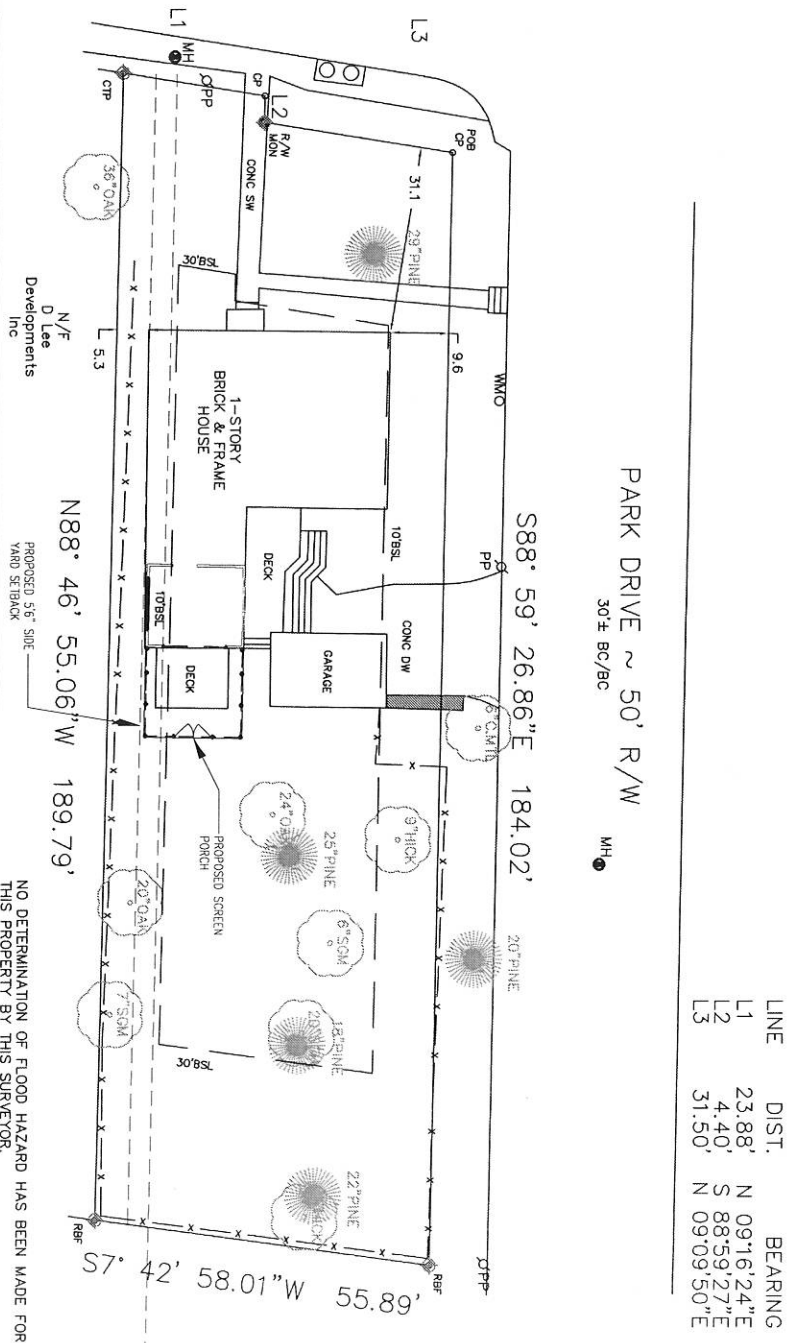 LINE DIST. BEARING
L1 23.88' N 09°16'24"E
L2 4.40' S 88°59'27"E
L3 31.50' N 09°09'50"E
PARK DRIVE ~ 50' R/W
30'± BC/BC
MH
S88° 59' 26.86"E 184.02'
L1
L2
L3
MH
PP
CTP
CP
R/W
MON
POB
CP
31.1
29"PINE
CONC SW
36"OAK
30'BSL
WMO
PP
PP
9.6
5.3
N/F
D Lee
Developments
Inc
1-STORY
BRICK & FRAME
HOUSE
10'BSL
DECK
CONC DW
GARAGE
10'BSL
DECK
PROPOSED SCREEN
PORCH
PROPOSED 5'6" SIDE
YARD SETBACK
24"OAK
25"PINE
9"HICK
6"SGM
20"PINE
18"PINE
20"OAK
7"SGM
30'BSL
22"PINE
RBF
RBF
N88° 46' 55.06"W 189.79'
S7° 42' 58.01"W 55.89'
NO DETERMINATION OF FLOOD HAZARD HAS BEEN MADE FOR
THIS PROPERTY BY THIS SURVEYOR.